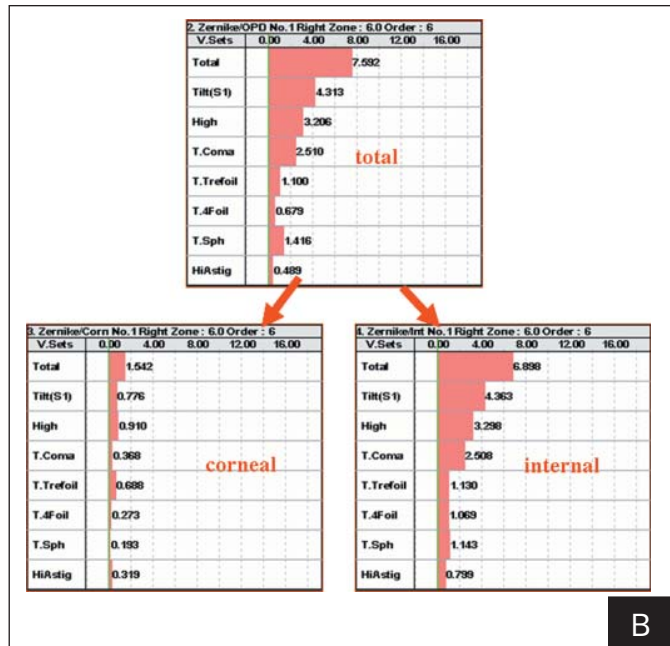 2. Zernike/OPD No.1 Right Zone : 6.0 Order : 6
V.Sets 0.00 4.00 8.00 12.00 16.00
Total 7.592
Tilt(S1) 4.313
High 3.206
T.Coma 2.510
total
T.Trefoil 1.100
T.4Foil 0.679
T.Sph 1.416
HiAstig 0.489
3. Zernike/Corn No.1 Right Zone : 6.0 Order : 6
V.Sets 0.00 4.00 8.00 12.00 16.00
Total 1.542
Tilt(S1) 0.776
High 0.910
T.Coma 0.368
corneal
T.Trefoil 0.688
T.4Foil 0.273
T.Sph 0.193
HiAstig 0.319
4. Zernike/Int No.1 Right Zone : 6.0 Order : 6
V.Sets 0.00 4.00 8.00 12.00 16.00
Total 6.898
Tilt(S1) 4.363
High 3.298
T.Coma 2.508
internal
T.Trefoil 1.130
T.4Foil 1.069
T.Sph 1.143
HiAstig 0.799
B